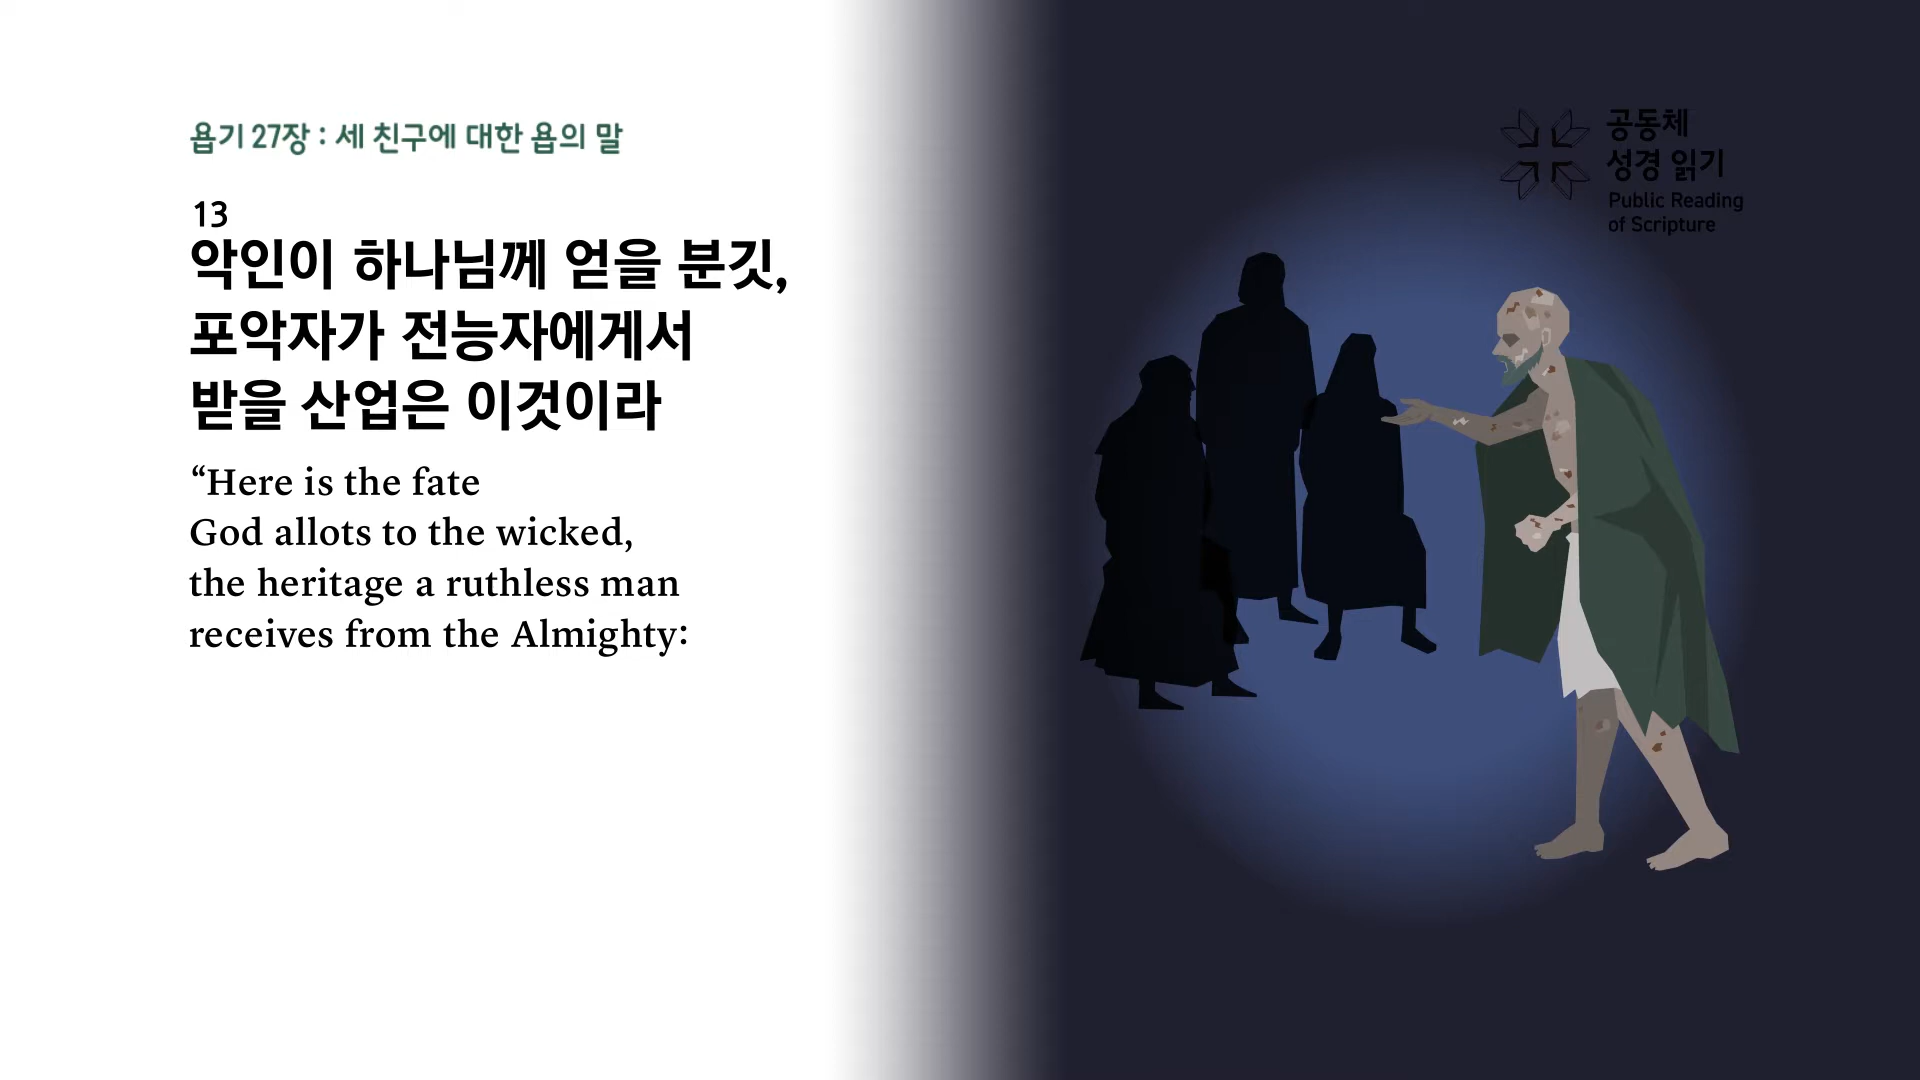 욥기 27장 : 세 친구에 대한 욥의 말
13
악인이 하나님께 얻을 분깃,
포악자가 전능자에게서
받을 산업은 이것이라
“Here is the fate
God allots to the wicked,
the heritage a ruthless man
receives from the Almighty:
공동체
성경 읽기
Public Reading
of Scripture